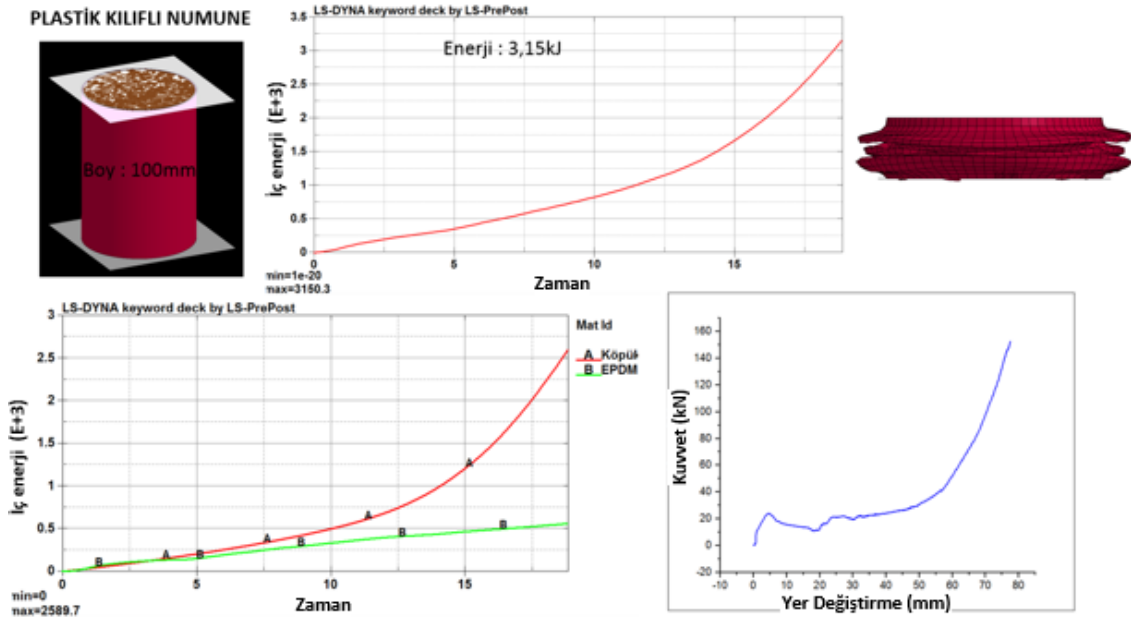 PLASTİK KILIFLI NUMUNE
Boy : 100mm
LS-DYNA keyword deck by LS-PrePost
Enerji : 3,15kJ
İç enerji (E+3)
3.5
3
2.5
2
1.5
1
0.5
0
0
5
10
15
min=1e-20
max=3150.3
Zaman
LS-DYNA keyword deck by LS-PrePost
İç enerji (E+3)
3
2.5
2
1.5
1
0.5
0
0
5
10
15
B
A
B
A
B
A
B
A
B
Mat Id
A Köpük
B EPDM
min=0
max=2589.7
Zaman
Kuvvet (kN)
160
140
120
100
80
60
40
20
0
-20
-10
0
10
20
30
40
50
60
70
80
Yer Değiştirme (mm)